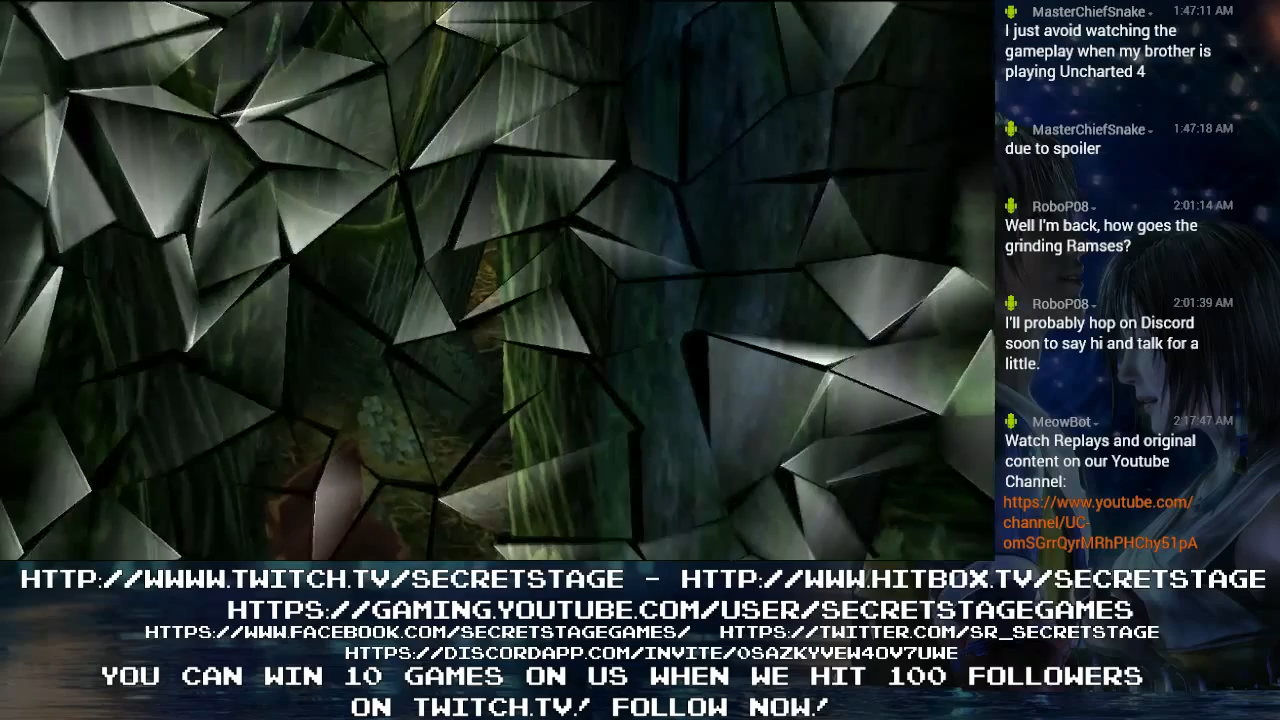 MasterChiefSnake 1:47:11 AM
I just avoid watching the
gameplay when my brother is
playing Uncharted 4
MasterChiefSnake 1:47:18 AM
due to spoiler
RoboP08 2:01:14 AM
Well I'm back, how goes the
grinding Ramses?
RoboP08 2:01:39 AM
I'll probably hop on Discord
soon to say hi and talk for a
little.
MeowBot 2:17:47 AM
Watch Replays and original
content on our Youtube
Channel:
https://www.youtube.com/
channel/UC-
omSGrrQyrMRhPHChy51pA
HTTP://WWWW.TWITCH.TV/SECRETSTAGE - HTTP://WWW.HITBOX.TV/SECRETSTAGE
HTTPS://GAMING.YOUTUBE.COM/USER/SECRETSTAGEGAMES
HTTPS://WWW.FACEBOOK.COM/SECRETSTAGEGAMES/ HTTPS://TWITTER.COM/SR_SECRETSTAGE
HTTPS://DISCORDAPP.COM/INVITE/0SAZKYVEW40V7UWE
YOU CAN WIN 10 GAMES ON US WHEN WE HIT 100 FOLLOWERS
ON TWITCH.TV! FOLLOW NOW!